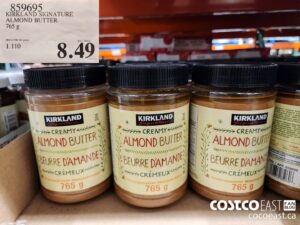 859695
KIRKLAND SIGNATURE
ALMOND BUTTER
765 g
1.110
8.49
KIRKLAND
CREAMY
ALMOND BUTTER
BEURRE D'AMANDE
CRÉMEUX
765 g
KIRKLAND
CREAMY
ALMOND BUTTER
BEURRE D'AMANDE
CRÉMEUX
765 g
KIRKLAND
CREAMY
ALMOND BUTTER
BEURRE D'AMANDE
CRÉMEUX
765 g
COSTCO EAST FAN BLOG
cocoeast.ca